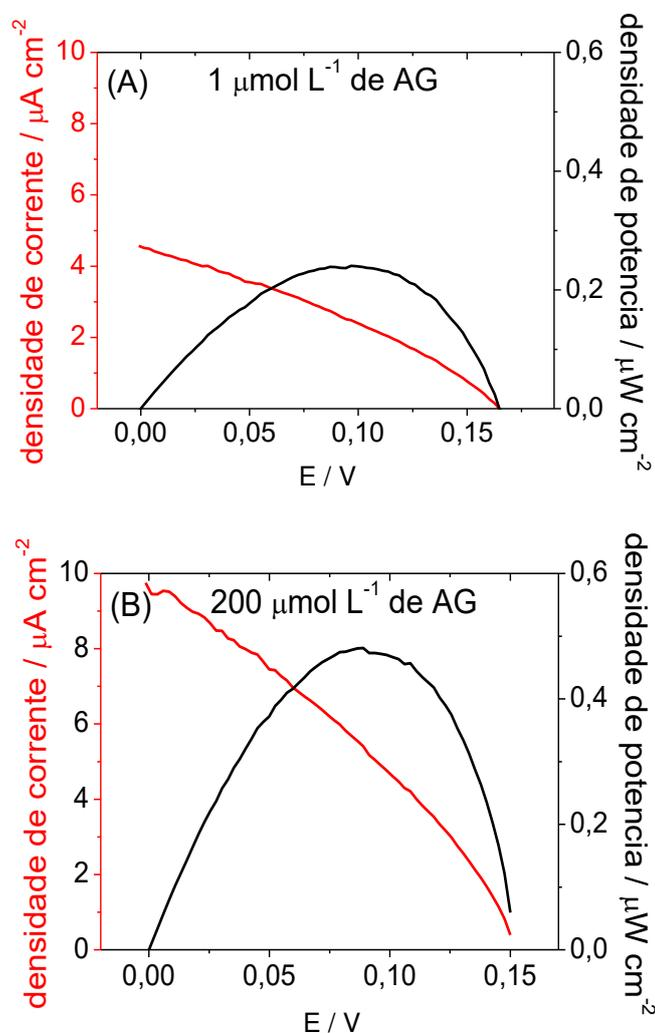 (A) 1 μmol L⁻¹ de AG
densidade de corrente / μA cm⁻²
10
8
6
4
2
0
densidade de potencia / μW cm⁻²
0,6
0,4
0,2
0,0
0,00 0,05 0,10 0,15
E / V
(B) 200 μmol L⁻¹ de AG
densidade de corrente / μA cm⁻²
10
8
6
4
2
0
densidade de potencia / μW cm⁻²
0,6
0,4
0,2
0,0
0,00 0,05 0,10 0,15
E / V